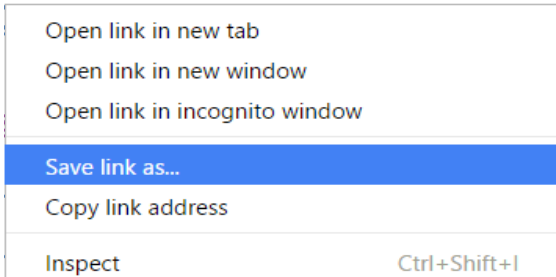 Open link in new tab
Open link in new window
Open link in incognito window
Save link as...
Copy link address
Inspect Ctrl+Shift+I